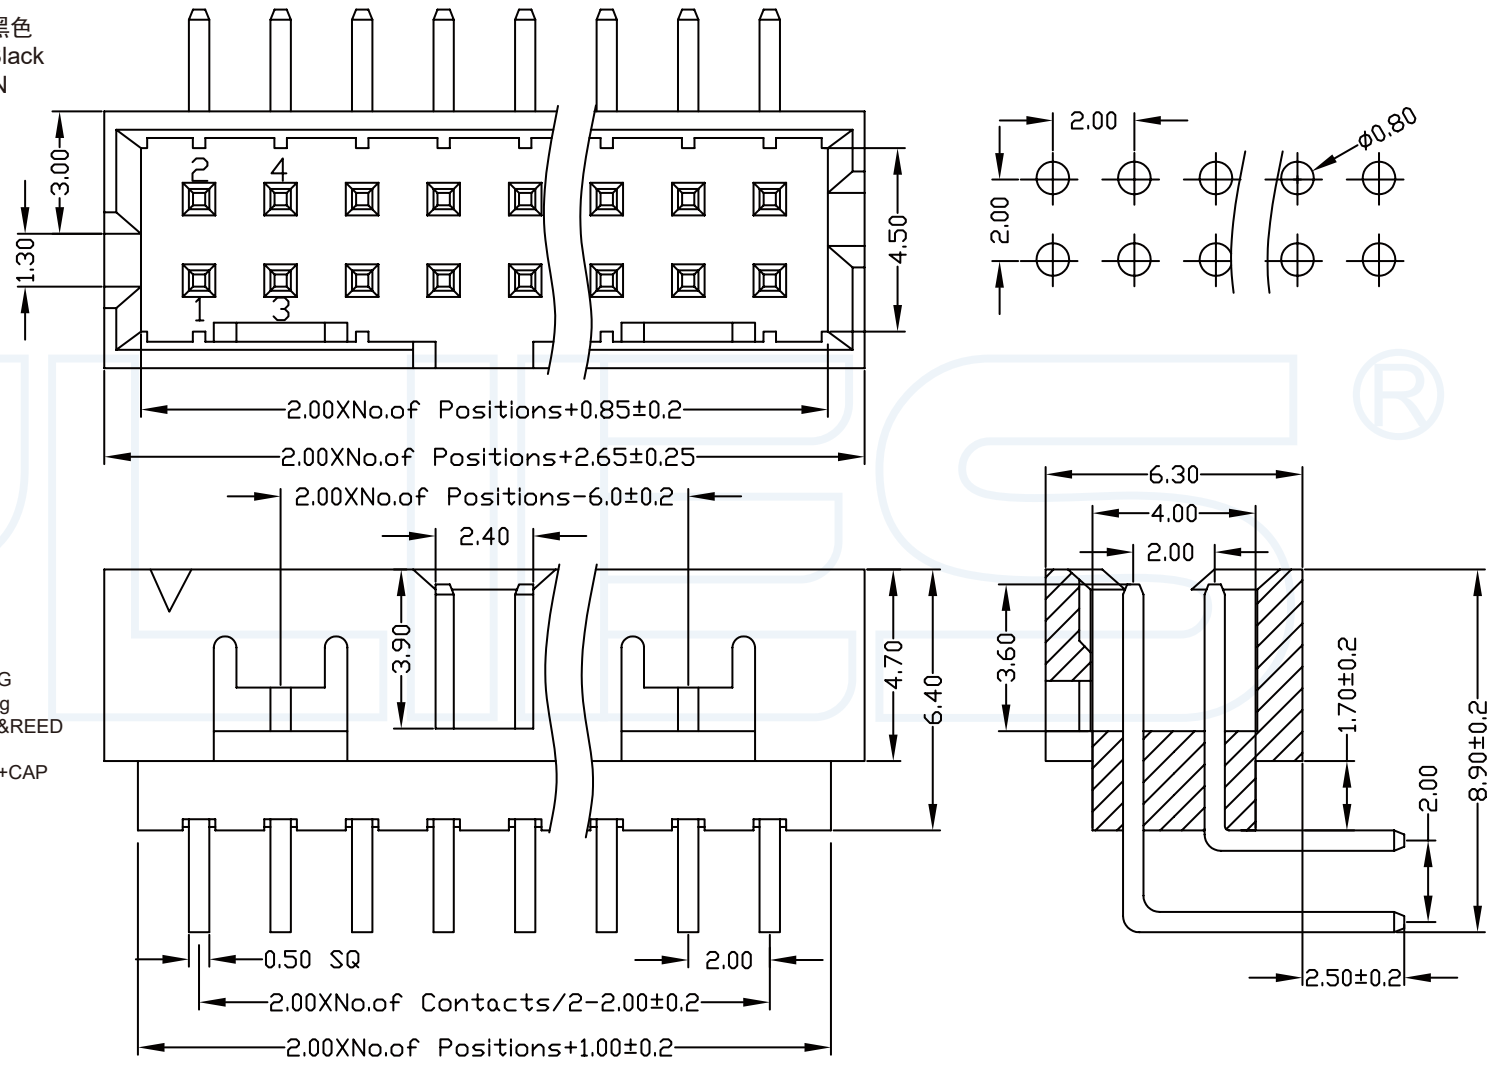 黑色
Black
N
3.00
1.30
2
4
1
3
4.50
2.00
ø0.80
2.00
®
2.00XNo.of Positions+0.85±0.2
2.00XNo.of Positions+2.65±0.25
2.00XNo.of Positions-6.0±0.2
2.40
3.90
4.70
6.40
G
g
&REED
+CAP
0.50 SQ
2.00
2.00XNo.of Contacts/2-2.00±0.2
2.00XNo.of Positions+1.00±0.2
6.30
4.00
2.00
3.60
1.70±0.2
2.00
8.90±0.2
2.50±0.2